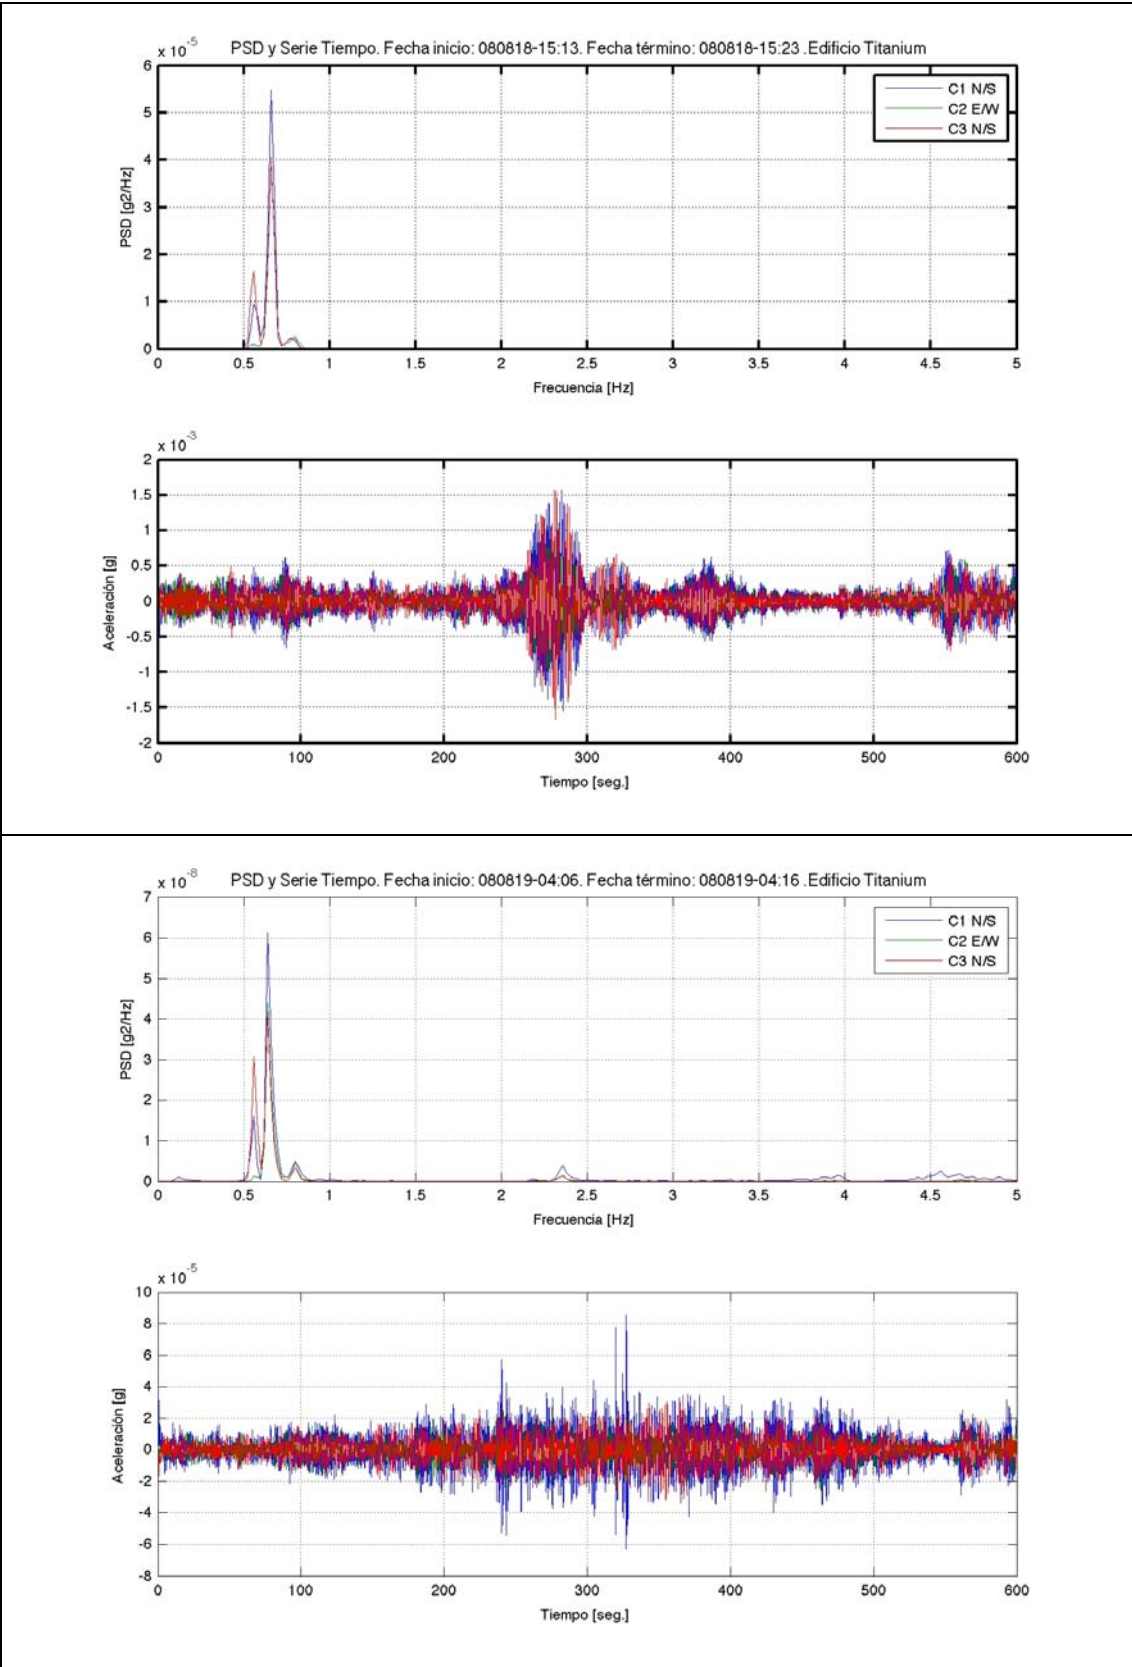 x 10^-5
PSD y Serie Tiempo. Fecha inicio: 080818-15:13. Fecha término: 080818-15:23 .Edificio Titanium
6
5
4
3
2
1
0
PSD [g2/Hz]
C1 N/S
C2 E/W
C3 N/S
0 0.5 1 1.5 2 2.5 3 3.5 4 4.5 5
Frecuencia [Hz]
x 10^-3
2
1.5
1
0.5
0
-0.5
-1
-1.5
-2
Aceleración [g]
0 100 200 300 400 500 600
Tiempo [seg.]
x 10^-8
PSD y Serie Tiempo. Fecha inicio: 080819-04:06. Fecha término: 080819-04:16 .Edificio Titanium
7
6
5
4
3
2
1
0
PSD [g2/Hz]
C1 N/S
C2 E/W
C3 N/S
0 0.5 1 1.5 2 2.5 3 3.5 4 4.5 5
Frecuencia [Hz]
x 10^-5
10
8
6
4
2
0
-2
-4
-6
-8
Aceleración [g]
0 100 200 300 400 500 600
Tiempo [seg.]